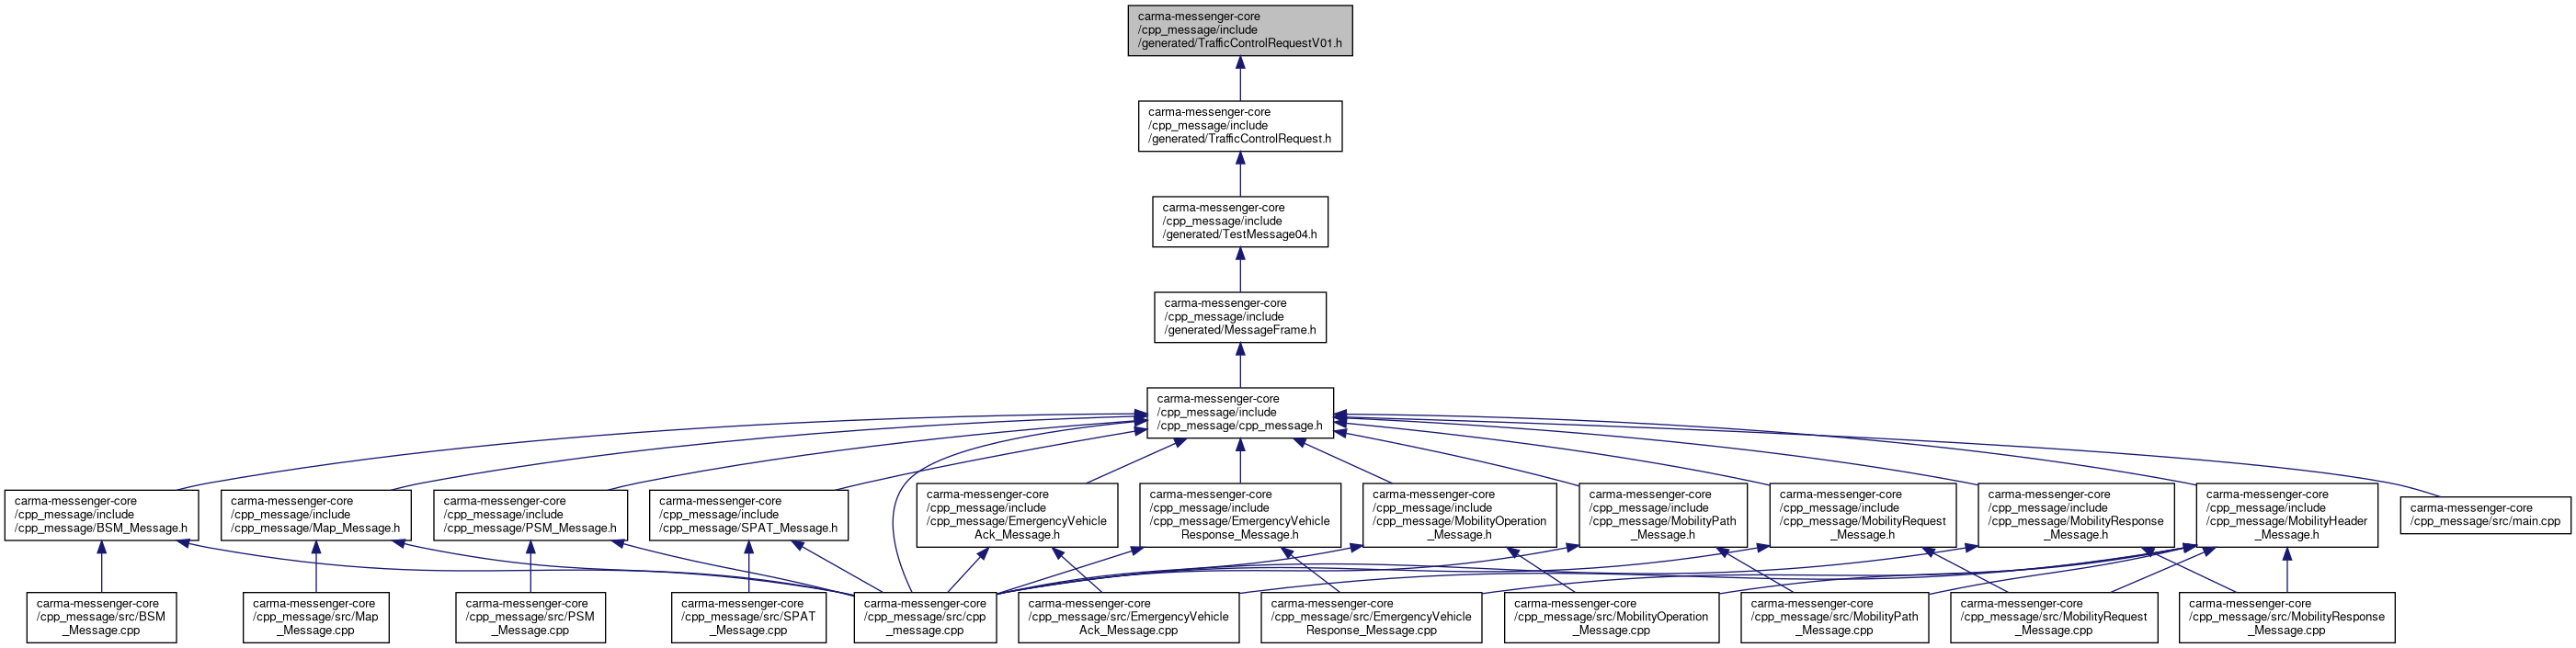 carma-messenger-core
/cpp_message/include
/generated/TrafficControlRequestV01.h
carma-messenger-core
/cpp_message/include
/generated/TrafficControlRequest.h
carma-messenger-core
/cpp_message/include
/generated/TestMessage04.h
carma-messenger-core
/cpp_message/include
/generated/MessageFrame.h
carma-messenger-core
/cpp_message/include
/cpp_message/cpp_message.h
carma-messenger-core
/cpp_message/include
/cpp_message/BSM_Message.h
carma-messenger-core
/cpp_message/include
/cpp_message/Map_Message.h
carma-messenger-core
/cpp_message/include
/cpp_message/PSM_Message.h
carma-messenger-core
/cpp_message/include
/cpp_message/SPAT_Message.h
carma-messenger-core
/cpp_message/include
/cpp_message/EmergencyVehicle
Ack_Message.h
carma-messenger-core
/cpp_message/include
/cpp_message/EmergencyVehicle
Response_Message.h
carma-messenger-core
/cpp_message/include
/cpp_message/MobilityOperation
_Message.h
carma-messenger-core
/cpp_message/include
/cpp_message/MobilityPath
_Message.h
carma-messenger-core
/cpp_message/include
/cpp_message/MobilityRequest
_Message.h
carma-messenger-core
/cpp_message/include
/cpp_message/MobilityResponse
_Message.h
carma-messenger-core
/cpp_message/include
/cpp_message/MobilityHeader
_Message.h
carma-messenger-core
/cpp_message/src/main.cpp
carma-messenger-core
/cpp_message/src/BSM
_Message.cpp
carma-messenger-core
/cpp_message/src/Map
_Message.cpp
carma-messenger-core
/cpp_message/src/PSM
_Message.cpp
carma-messenger-core
/cpp_message/src/SPAT
_Message.cpp
carma-messenger-core
/cpp_message/src/cpp
_message.cpp
carma-messenger-core
/cpp_message/src/EmergencyVehicle
Ack_Message.cpp
carma-messenger-core
/cpp_message/src/EmergencyVehicle
Response_Message.cpp
carma-messenger-core
/cpp_message/src/MobilityOperation
_Message.cpp
carma-messenger-core
/cpp_message/src/MobilityPath
_Message.cpp
carma-messenger-core
/cpp_message/src/MobilityRequest
_Message.cpp
carma-messenger-core
/cpp_message/src/MobilityResponse
_Message.cpp